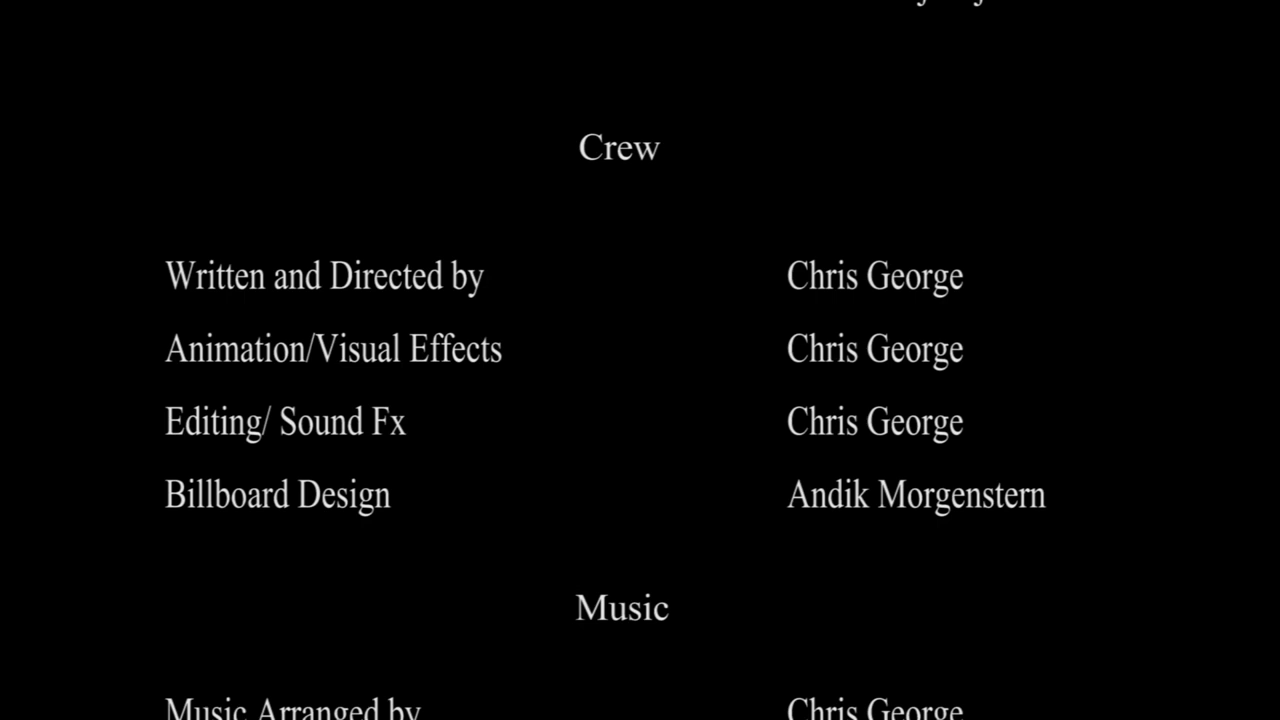 Crew
Written and Directed by Chris George
Animation/Visual Effects Chris George
Editing/ Sound Fx Chris George
Billboard Design Andik Morgenstern
Music
Music Arranged by Chris George